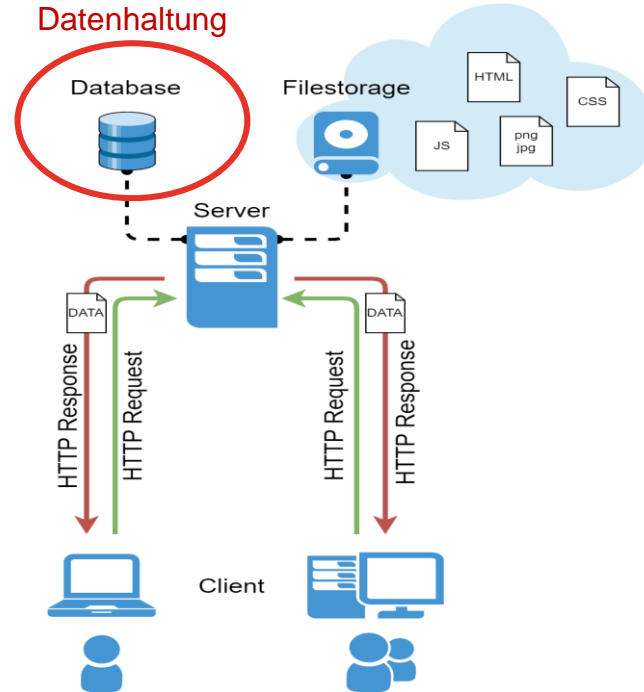 Datenhaltung
Database
Filestorage
HTML
CSS
JS
png
jpg
Server
DATA
DATA
HTTP Response
HTTP Request
HTTP Request
HTTP Response
Client